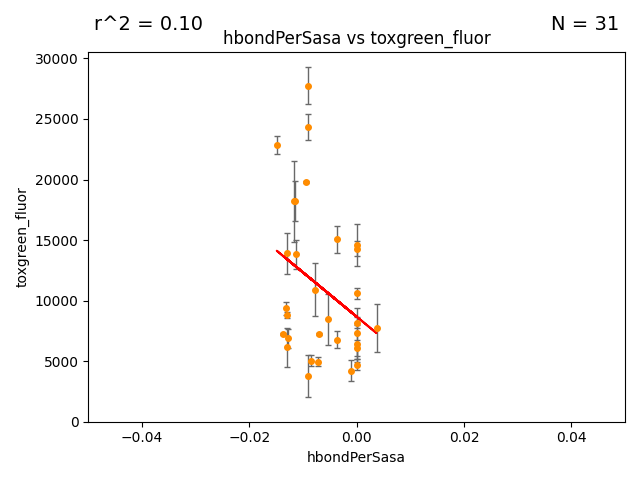 r^2 = 0.10
N = 31
hbondPerSasa vs toxgreen_fluor
toxgreen_fluor
30000
25000
20000
15000
10000
5000
0
−0.04
−0.02
0.00
0.02
0.04
hbondPerSasa